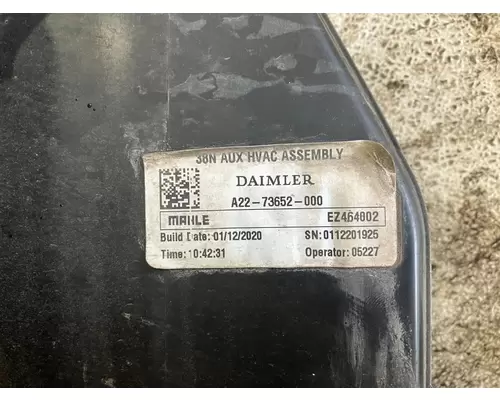 38N AUX HVAC ASSEMBLY
DAIMLER
A22-73652-000
MAHLE EZ464002
Build Date: 01/12/2020 SN: 0112201925
Time: 10:42:31 Operator: 05227